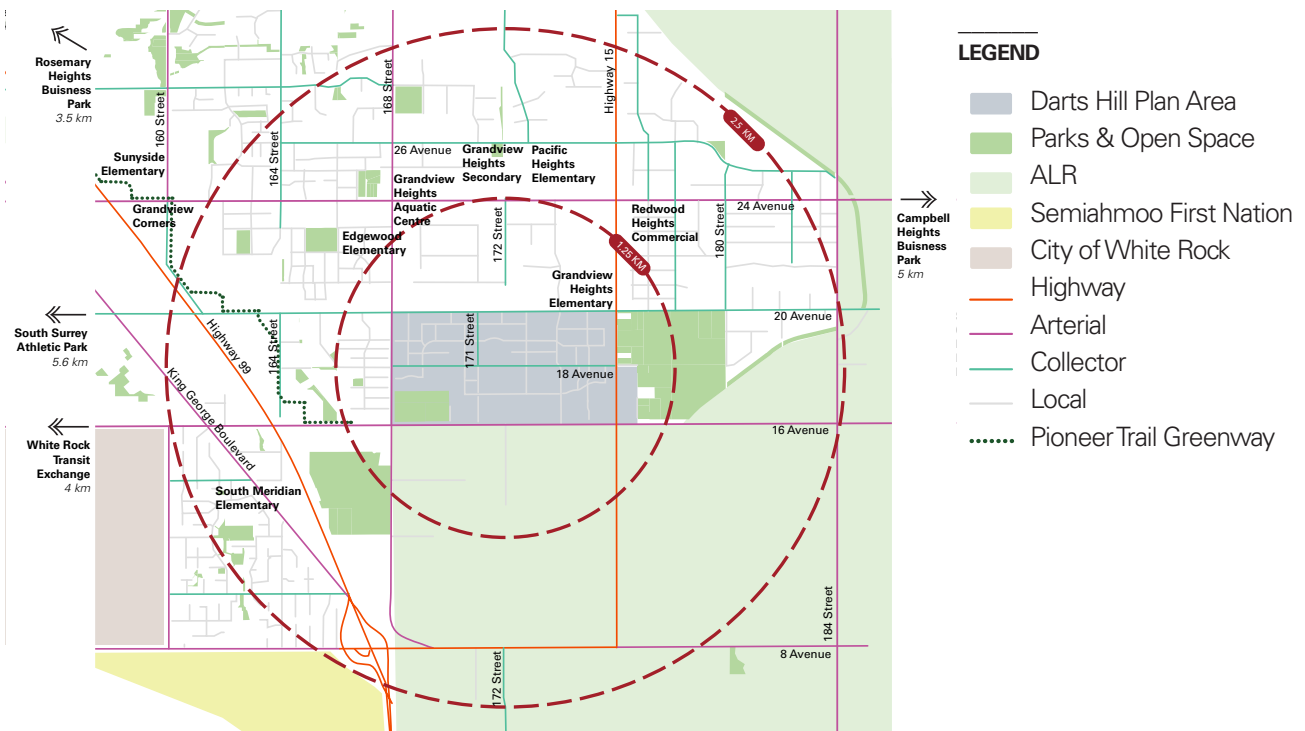 Rosemary
Heights
Buisness
Park
3.5 km
160 Street
Sunyside
Elementary
Grandview
Corners
164 Street
168 Street
26 Avenue
Grandview
Heights
Secondary
Pacific
Heights
Elementary
Highway 15
2.5 KM
Grandview
Heights
Aquatic
Centre
Edgewood
Elementary
172 Street
Redwood
Heights
Commercial
180 Street
24 Avenue
Campbell
Heights
Buisness
Park
5 km
1.25 KM
Grandview
Heights
Elementary
20 Avenue
South Surrey
Athletic Park
5.6 km
Highway 99
164 Street
171 Street
18 Avenue
King George Boulevard
16 Avenue
White Rock
Transit
Exchange
4 km
South Meridian
Elementary
184 Street
8 Avenue
172 Street
LEGEND
Darts Hill Plan Area
Parks & Open Space
ALR
Semiahmoo First Nation
City of White Rock
Highway
Arterial
Collector
Local
Pioneer Trail Greenway